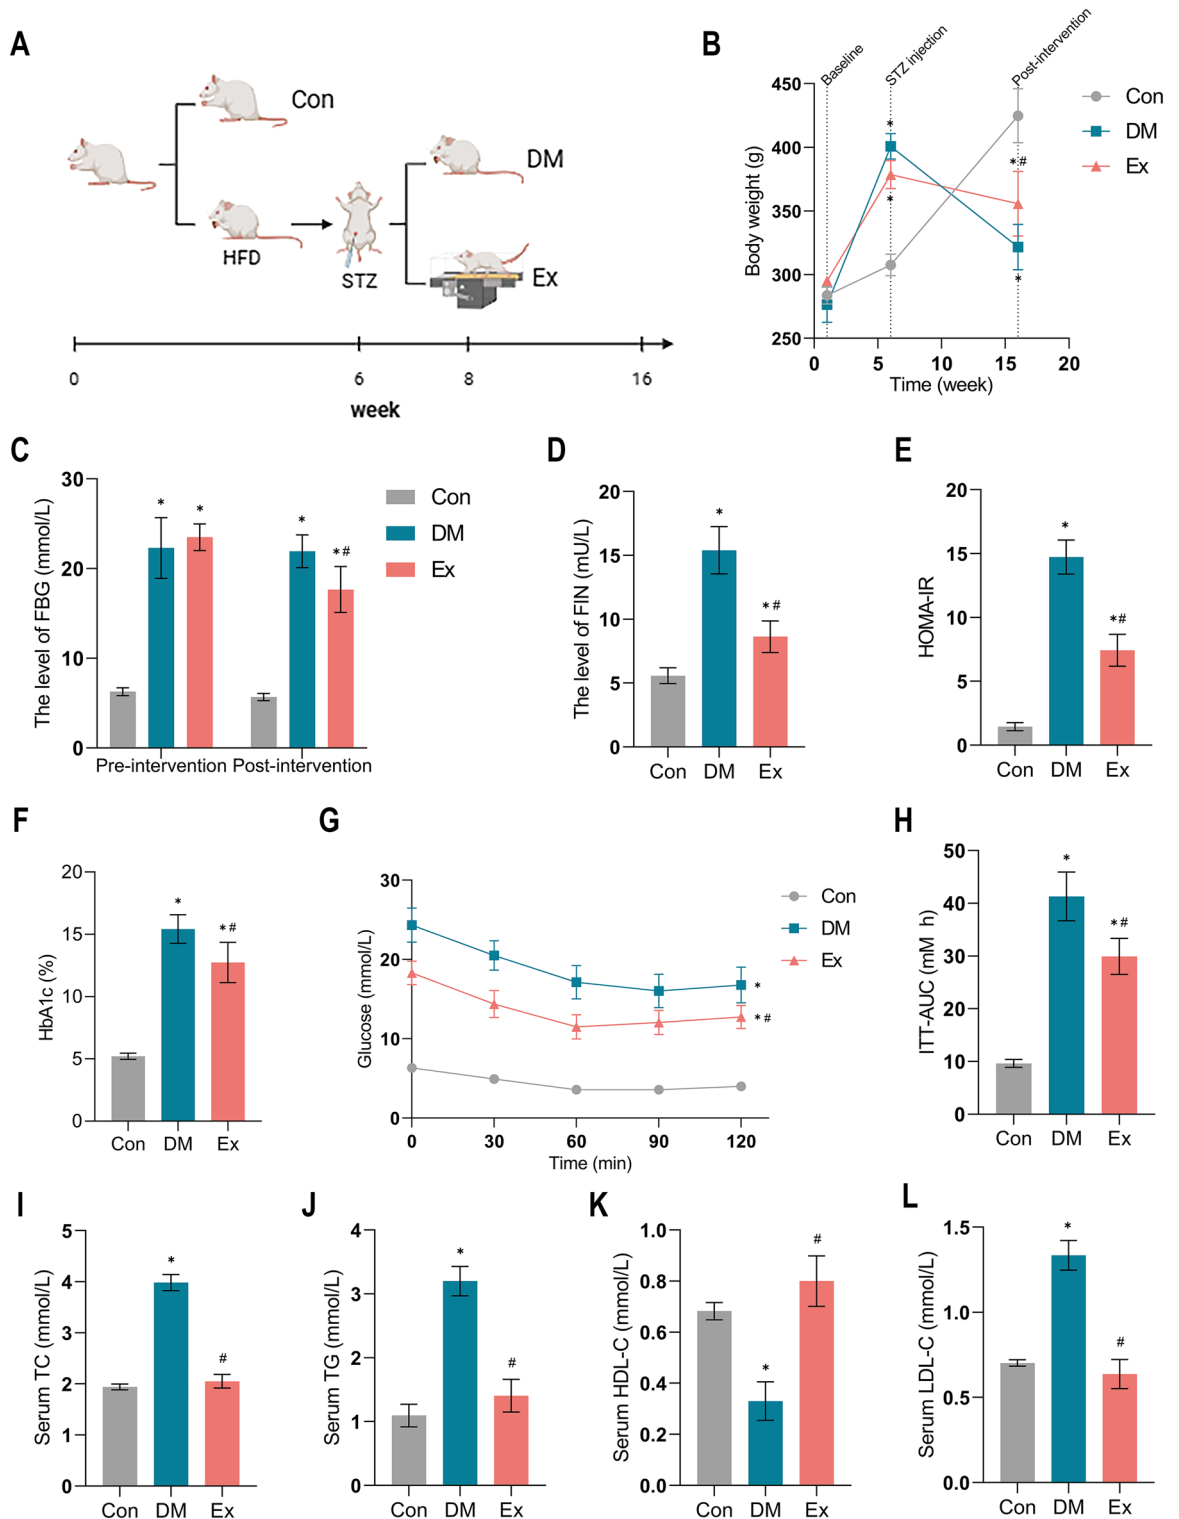 A
Con
HFD
STZ
DM
Ex
0 6 8 16
week
B
Baseline
STZ injection
Post-intervention
Body weight (g)
450
400
350
300
250
* * *# *
0 5 10 15 20
Time (week)
Con
DM
Ex
C
The level of FBG (mmol/L)
30
20
10
0
* * * *#
Pre-intervention Post-intervention
Con
DM
Ex
D
The level of FIN (mU/L)
20
15
10
5
0
* *#
Con DM Ex
E
HOMA-IR
20
15
10
5
0
* *#
Con DM Ex
F
HbA1c (%)
20
15
10
5
0
* *#
Con DM Ex
G
Glucose (mmol/L)
30
20
10
0
*
*#
0 30 60 90 120
Time (min)
Con
DM
Ex
H
ITT-AUC (mM h)
50
40
30
20
10
0
* *#
Con DM Ex
I
Serum TC (mmol/L)
5
4
3
2
1
0
* #
Con DM Ex
J
Serum TG (mmol/L)
4
3
2
1
0
* #
Con DM Ex
K
Serum HDL-C (mmol/L)
1.0
0.8
0.6
0.4
0.2
0.0
* #
Con DM Ex
L
Serum LDL-C (mmol/L)
1.5
1.0
0.5
0.0
* #
Con DM Ex